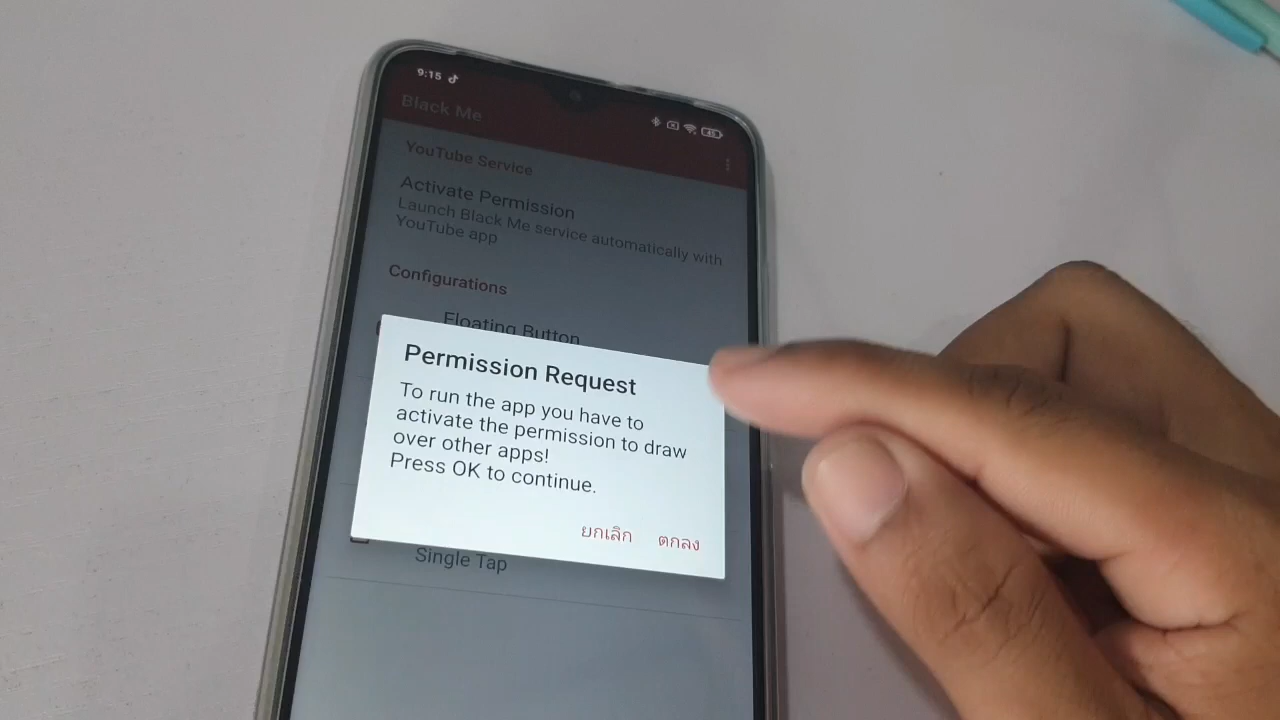 9:15
Black Me
YouTube Service
Activate Permission
Launch Black Me service automatically with
YouTube app
Configurations
Floating Button
Permission Request
To run the app you have to
activate the permission to draw
over other apps!
Press OK to continue.
ยกเลิก ตกลง
Single Tap